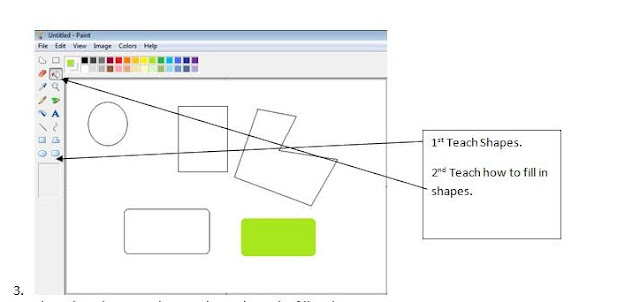 Untitled - Paint
File Edit View Image Colors Help
A
1st Teach Shapes.
2nd Teach how to fill in
shapes.
3.